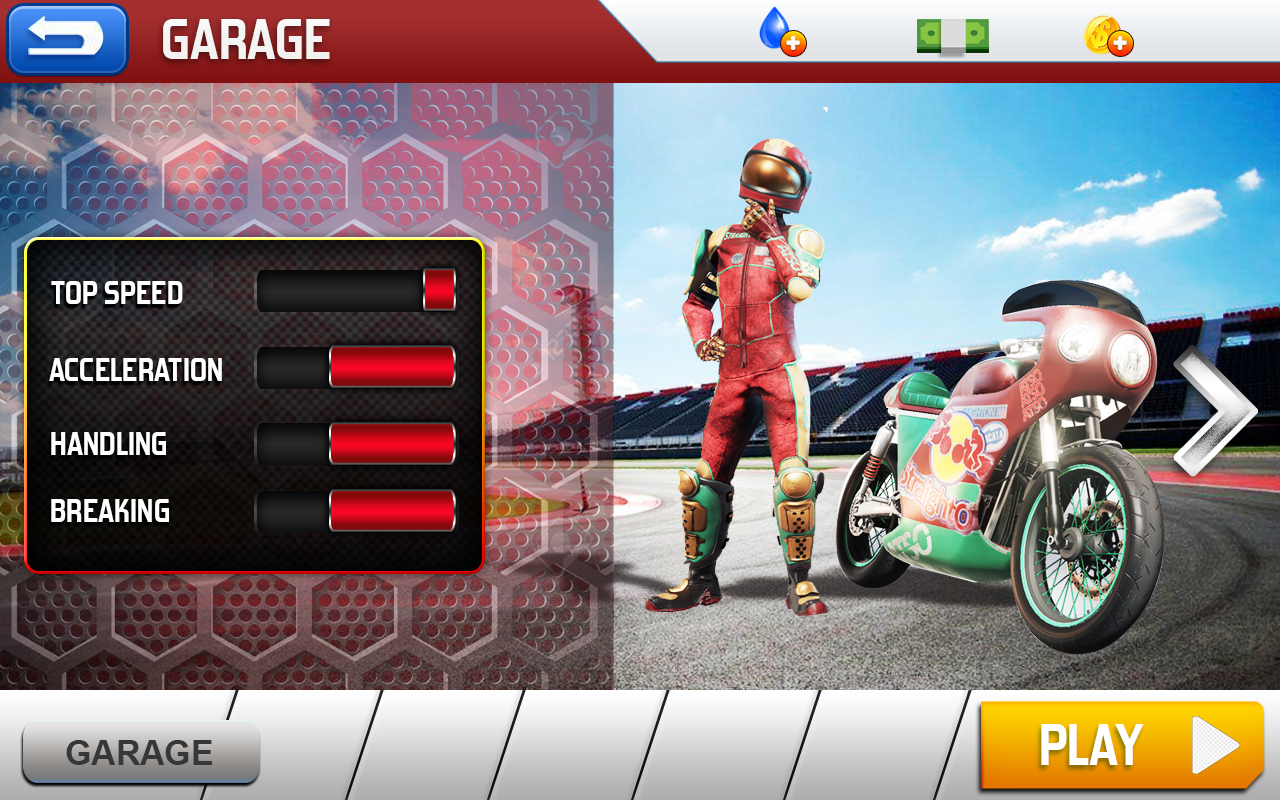 GARAGE
TOP SPEED
ACCELERATION
HANDLING
BREAKING
GARAGE
PLAY